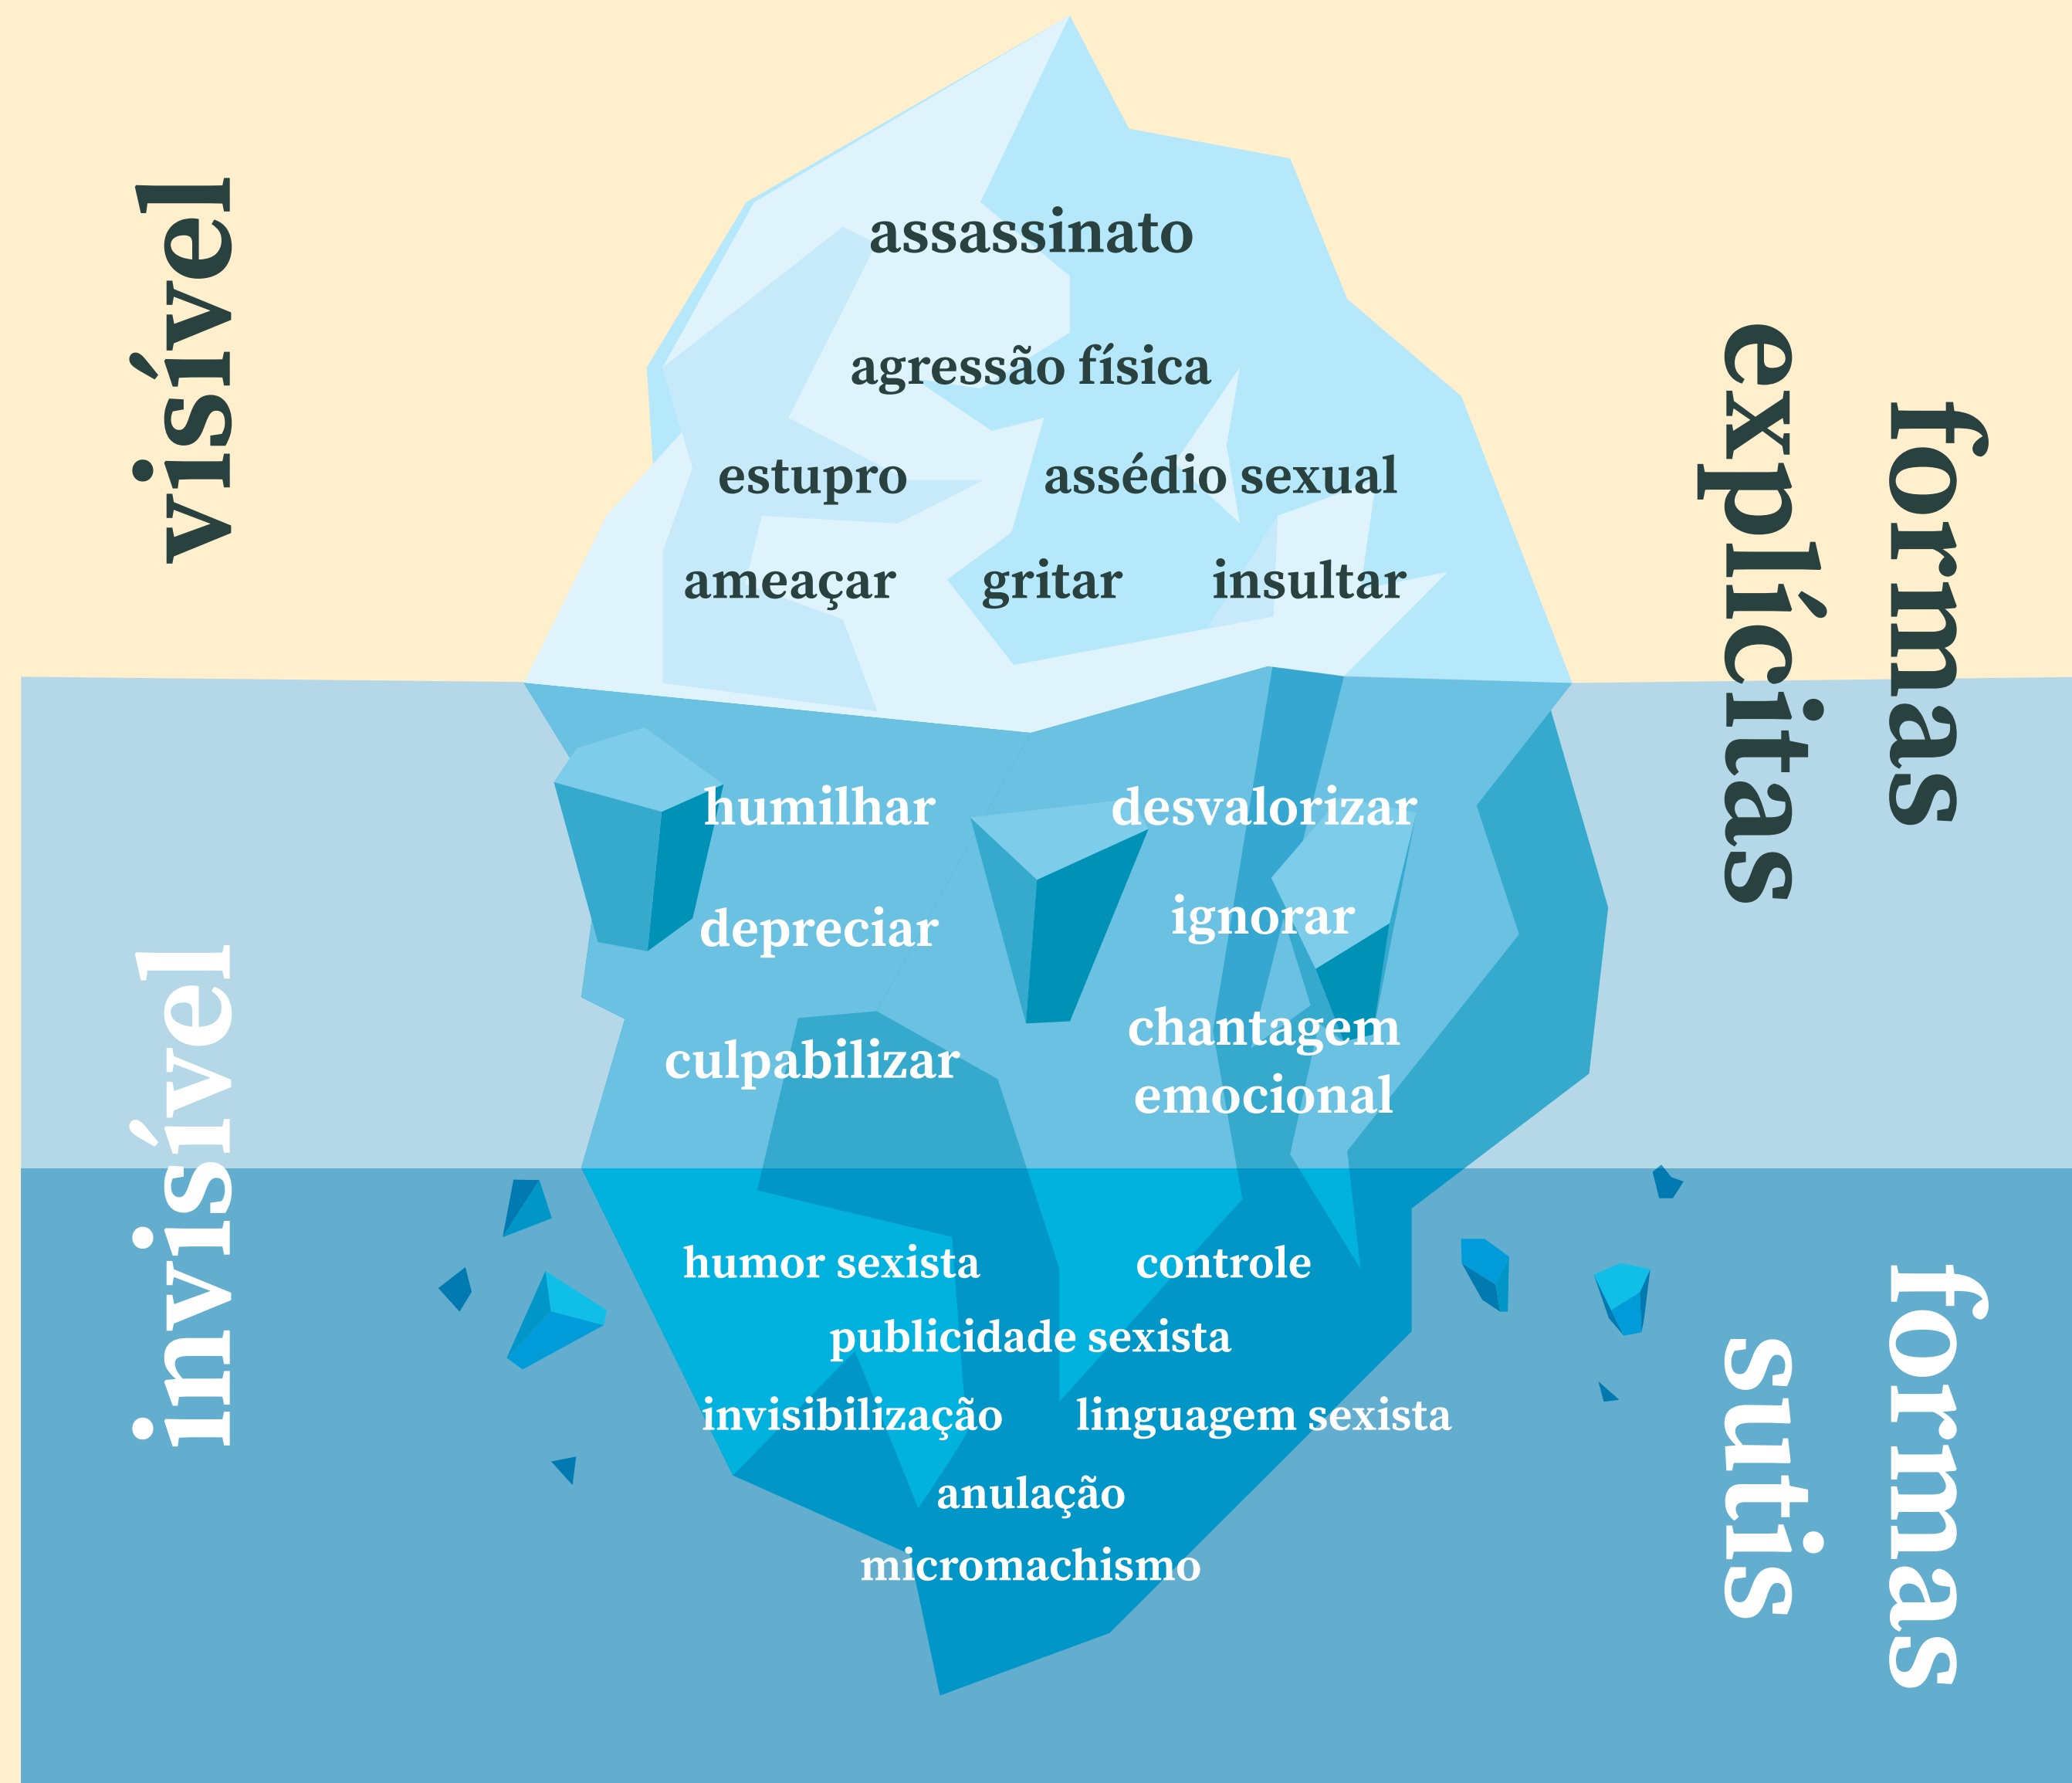 visível
assassinato
agressão física
estupro
assédio sexual
ameaçar
gritar
insultar
formas
explícitas
humilhar
desvalorizar
depreciar
ignorar
culpabilizar
chantagem
emocional
invisível
humor sexista
controle
publicidade sexista
invisibilização
linguagem sexista
anulação
micromachismo
formas
sutis